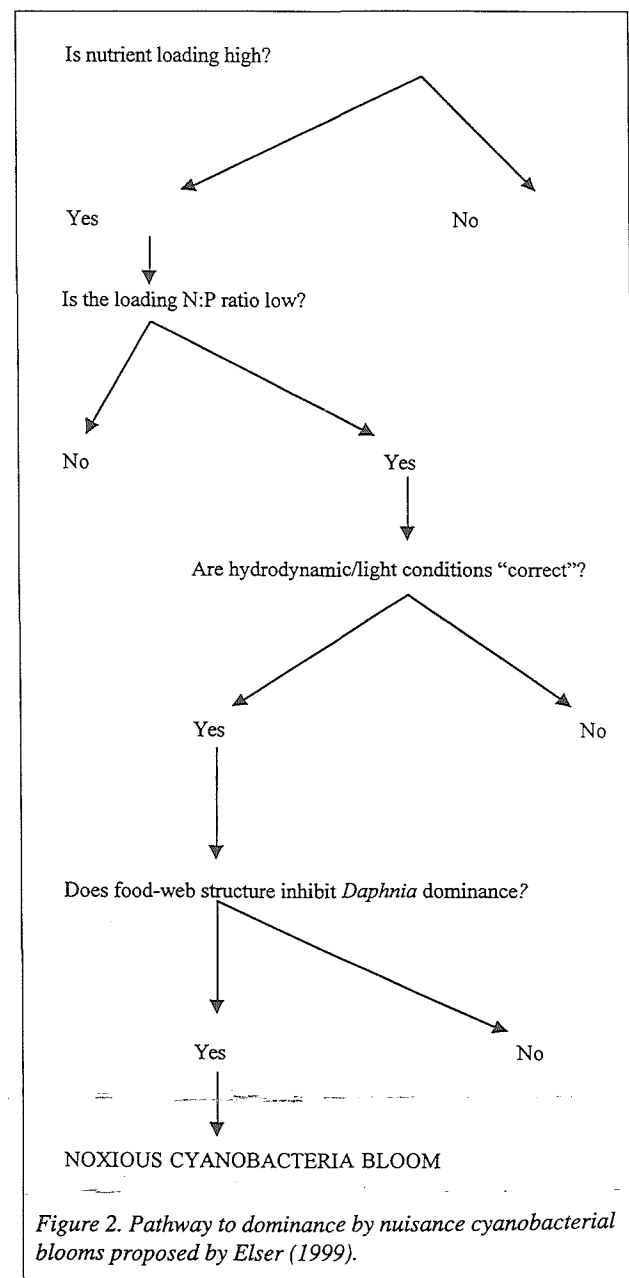 Is nutrient loading high?
Yes
No
Is the loading N:P ratio low?
No
Yes
Are hydrodynamic/light conditions “correct”?
Yes
No
Does food-web structure inhibit Daphnia dominance?
Yes
No
NOXIOUS CYANOBACTERIA BLOOM
Figure 2. Pathway to dominance by nuisance cyanobacterial
blooms proposed by Elser (1999).